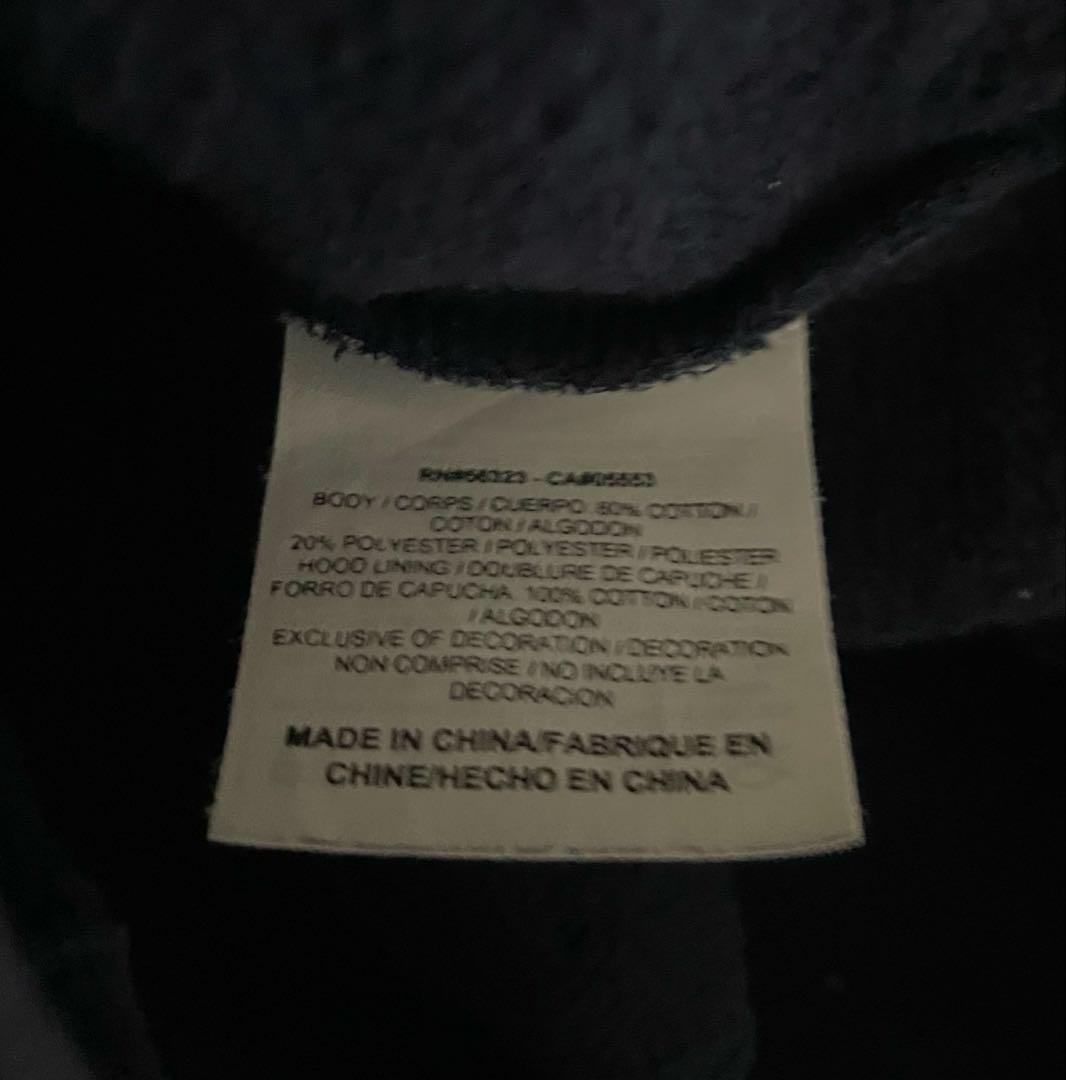 RN#56323 - CA#05553
BODY / CORPS / CUERPO: 80% COTTON /
COTON / ALGODON
20% POLYESTER / POLYESTER / POLIESTER
HOOD LINING / DOUBLURE DE CAPUCHE /
FORRO DE CAPUCHA: 100% COTTON / COTON
/ ALGODON
EXCLUSIVE OF DECORATION / DECORATION
NON COMPRISE / NO INCLUYE LA
DECORACION
MADE IN CHINA/FABRIQUE EN
CHINE/HECHO EN CHINA